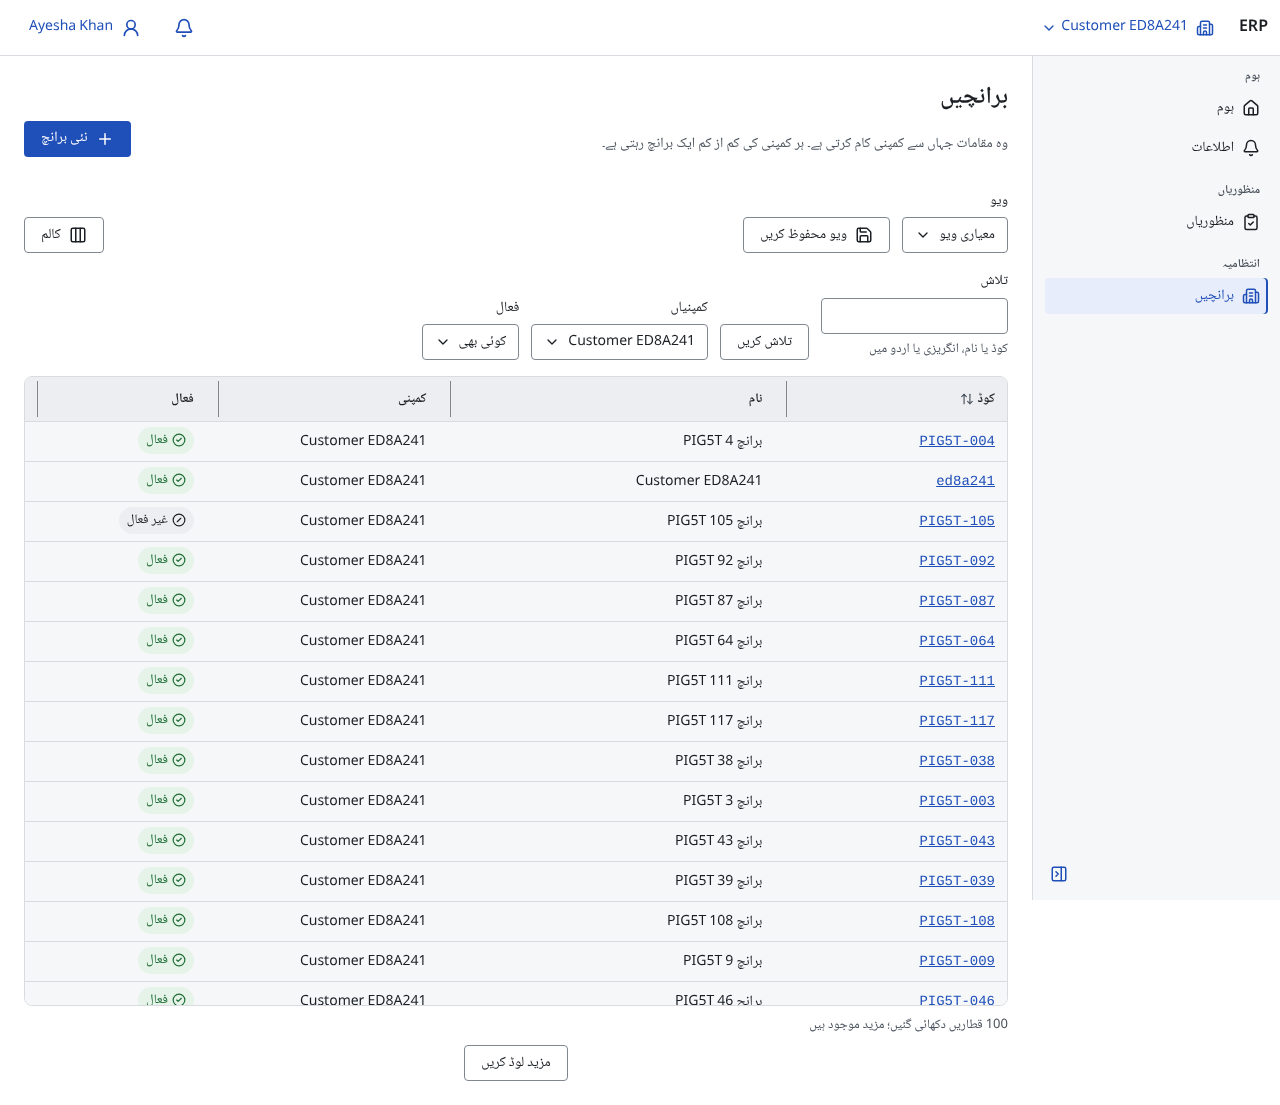 ERP
Customer ED8A241
Ayesha Khan
ہوم
ہوم
اطلاعات
منظوریاں
منظوریاں
انتظامیہ
برانچیں
برانچیں
وہ مقامات جہاں سے کمپنی کام کرتی ہے۔ ہر کمپنی کی کم از کم ایک برانچ رہتی ہے۔
نئی برانچ
ویو
معیاری ویو
ویو محفوظ کریں
کالم
تلاش
کوڈ یا نام، انگریزی یا اردو میں
تلاش کریں
کمپنیاں
Customer ED8A241
فعال
کوئی بھی
کوڈ نام کمپنی فعال
PIG5T-004 برانچ PIG5T 4 Customer ED8A241 فعال
ed8a241 Customer ED8A241 Customer ED8A241 فعال
PIG5T-105 برانچ PIG5T 105 Customer ED8A241 غیر فعال
PIG5T-092 برانچ PIG5T 92 Customer ED8A241 فعال
PIG5T-087 برانچ PIG5T 87 Customer ED8A241 فعال
PIG5T-064 برانچ PIG5T 64 Customer ED8A241 فعال
PIG5T-111 برانچ PIG5T 111 Customer ED8A241 فعال
PIG5T-117 برانچ PIG5T 117 Customer ED8A241 فعال
PIG5T-038 برانچ PIG5T 38 Customer ED8A241 فعال
PIG5T-003 برانچ PIG5T 3 Customer ED8A241 فعال
PIG5T-043 برانچ PIG5T 43 Customer ED8A241 فعال
PIG5T-039 برانچ PIG5T 39 Customer ED8A241 فعال
PIG5T-108 برانچ PIG5T 108 Customer ED8A241 فعال
PIG5T-009 برانچ PIG5T 9 Customer ED8A241 فعال
PIG5T-046 برانچ PIG5T 46 Customer ED8A241 فعال
100 قطاریں دکھائی گئیں؛ مزید موجود ہیں
مزید لوڈ کریں